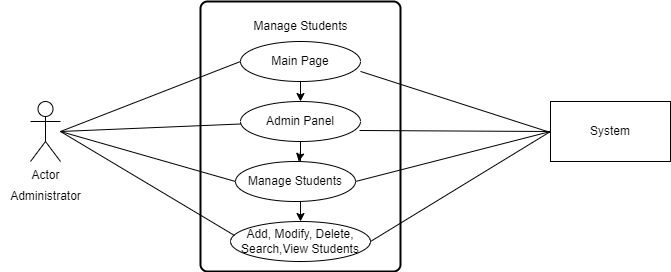 Manage Students
Main Page
Admin Panel
System
Actor
Administrator
Manage Students
Add, Modify, Delete,
Search,View Students